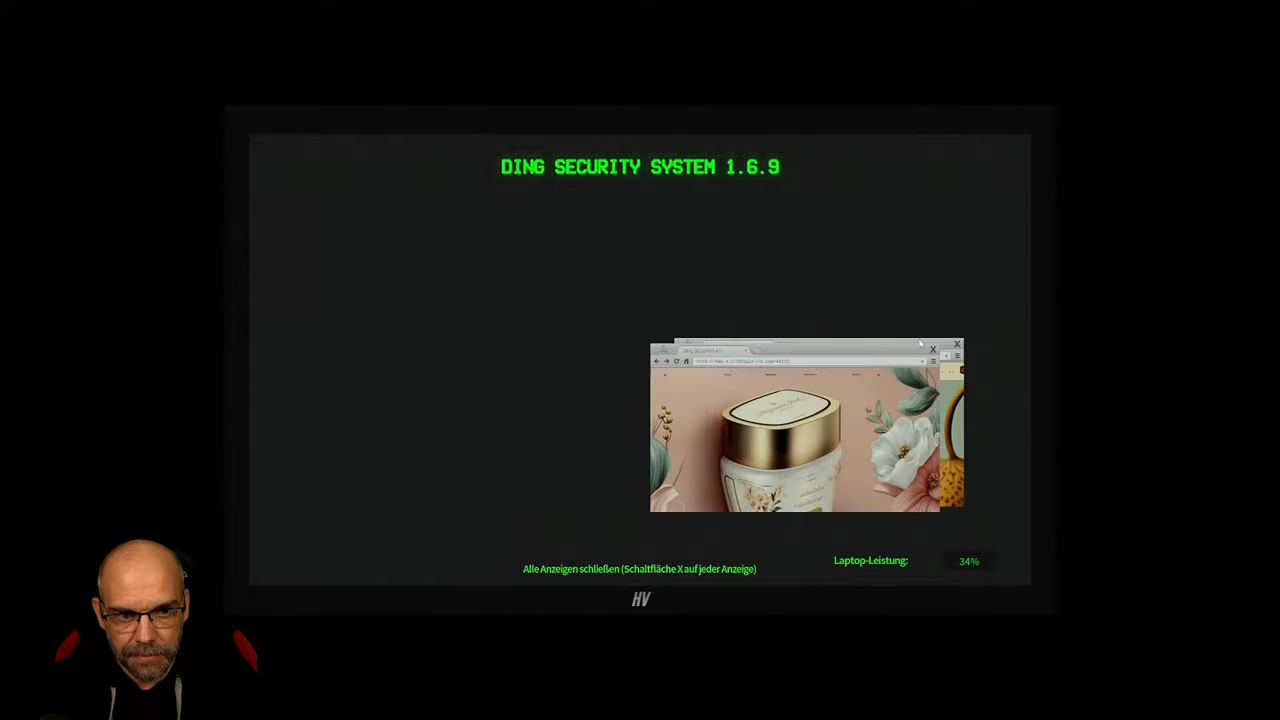 DING SECURITY SYSTEM 1.6.9
X
X
Laptop-Leistung: 34%
Alle Anzeigen schließen (Schaltfläche X auf jeder Anzeige)
HV